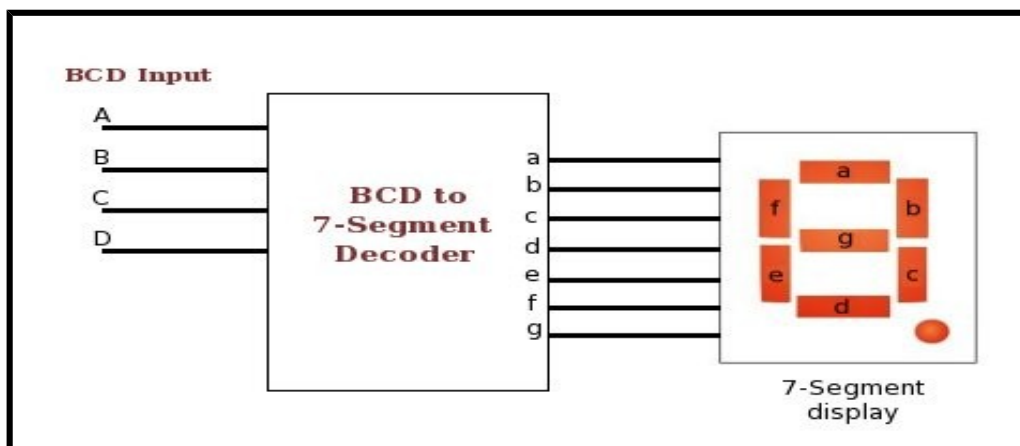 BCD Input
A
B
C
D
BCD to
7-Segment
Decoder
a
b
c
d
e
f
g
a
f
b
g
e
c
d
7-Segment
display